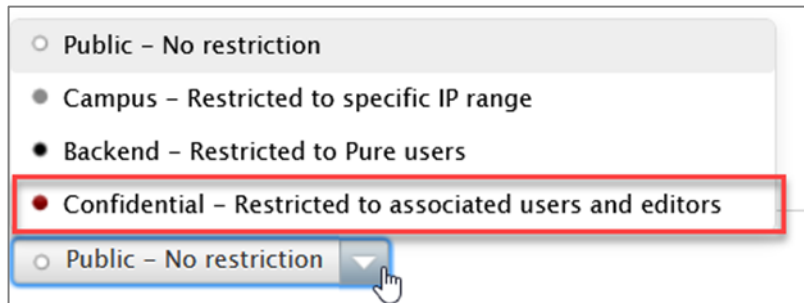 Public – No restriction
Campus – Restricted to specific IP range
Backend – Restricted to Pure users
Confidential – Restricted to associated users and editors
Public – No restriction